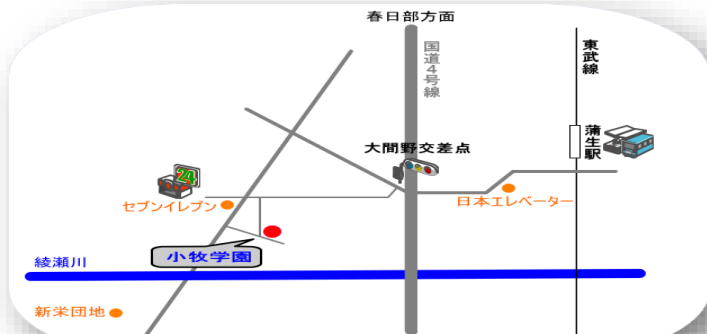 春日部方面
国道4号線
東武線
蒲生駅
大間野交差点
24
セブンイレブン
日本エレベーター
小牧学園
綾瀬川
新栄団地